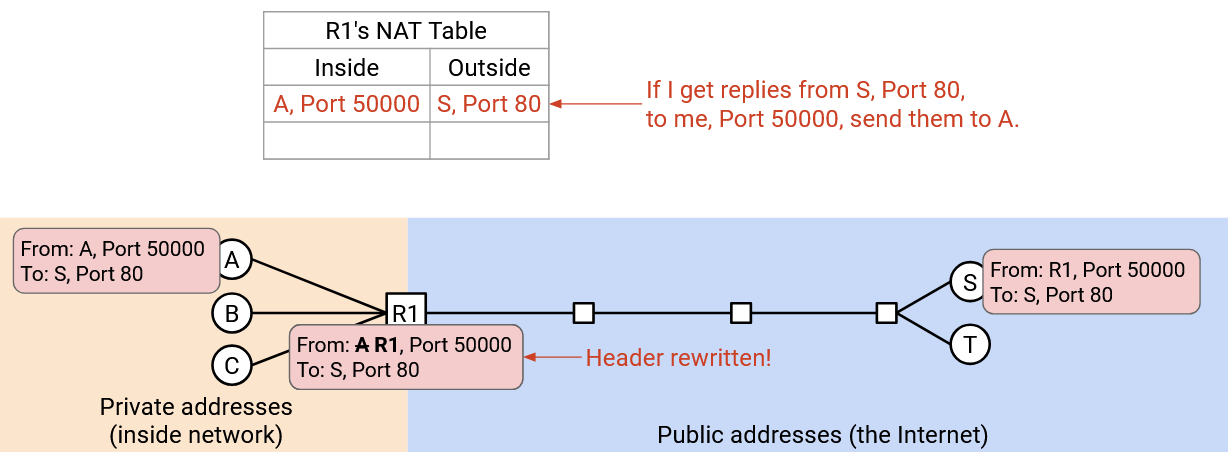 R1's NAT Table
Inside Outside
A, Port 50000 S, Port 80
If I get replies from S, Port 80,
to me, Port 50000, send them to A.
From: A, Port 50000
To: S, Port 80
A
B
C
R1
From: A R1, Port 50000
To: S, Port 80
Header rewritten!
S
From: R1, Port 50000
To: S, Port 80
T
Private addresses
(inside network)
Public addresses (the Internet)